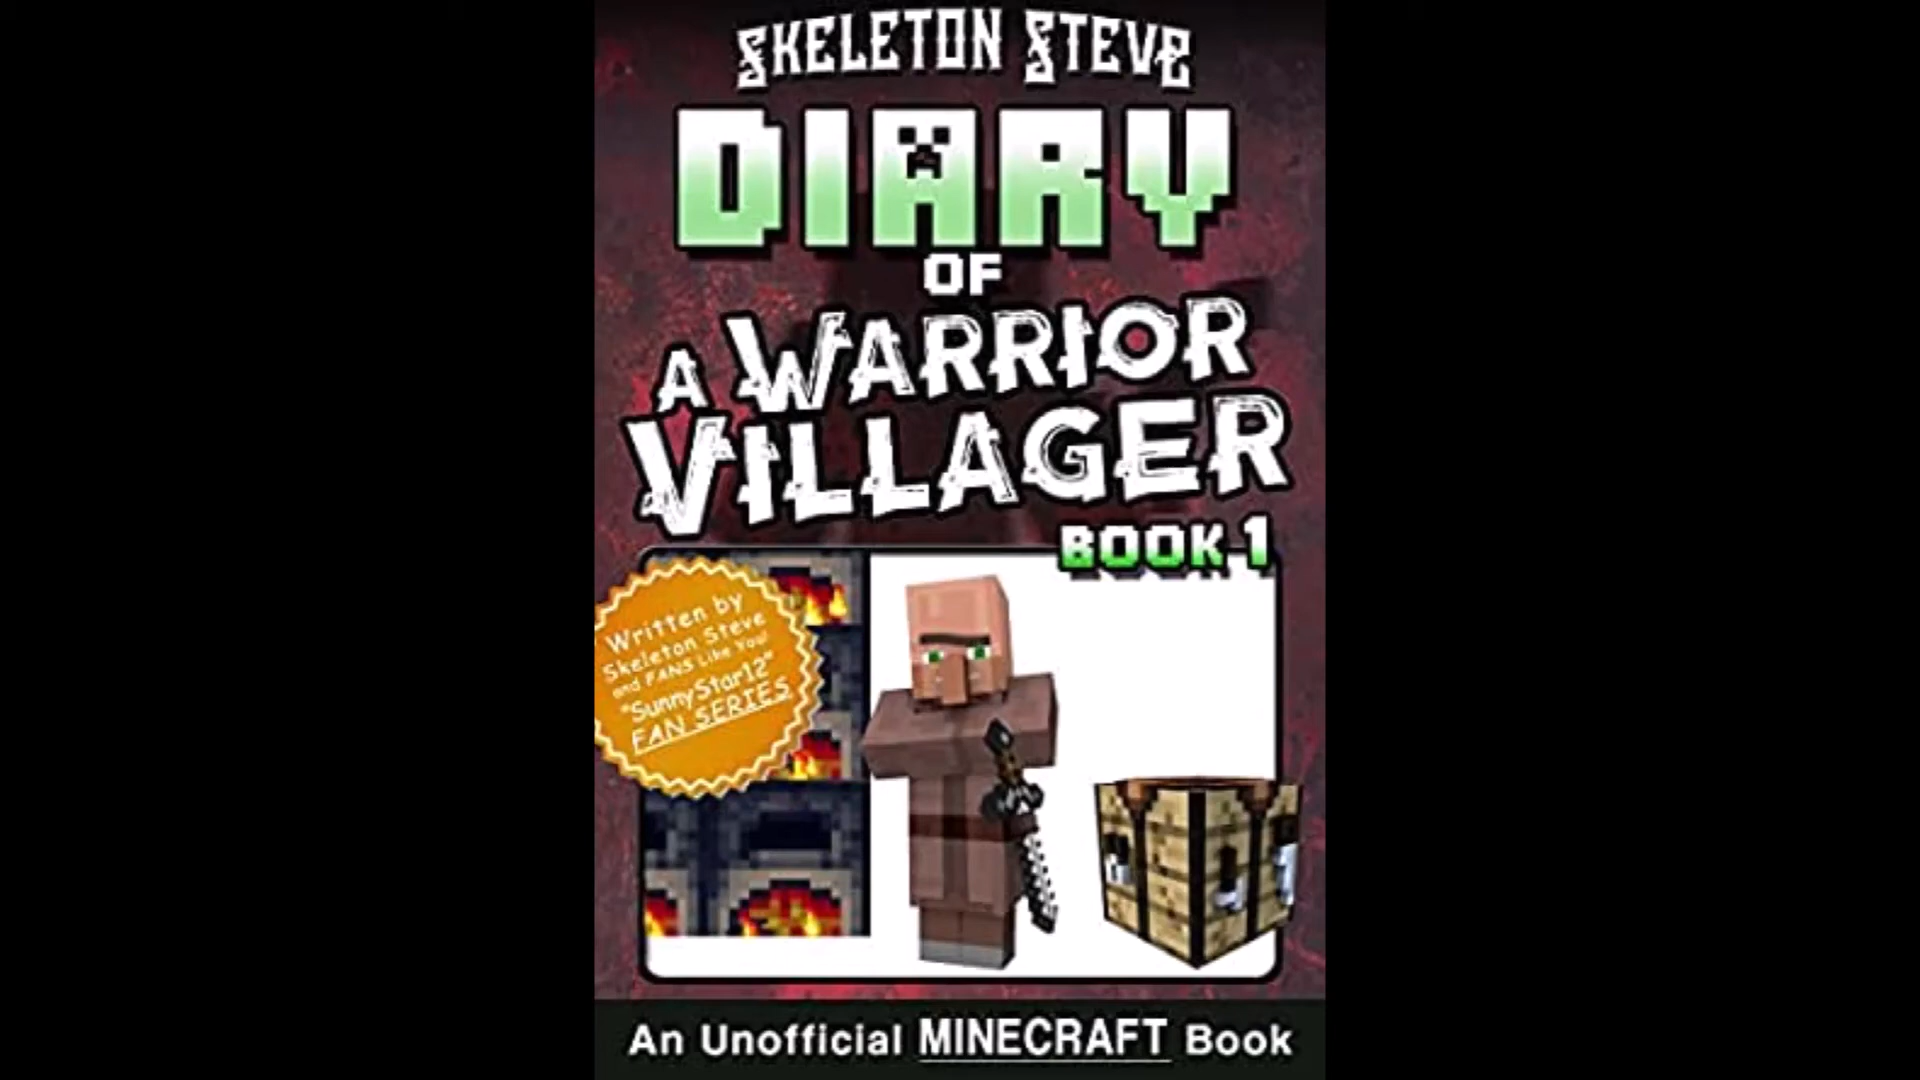 SKELETON STEVE
DIARY
OF
A WARRIOR
VILLAGER
BOOK 1
Written by
Skeleton Steve
and FANS Like You!
"SunnyStar12"
FAN SERIES
An Unofficial MINECRAFT Book